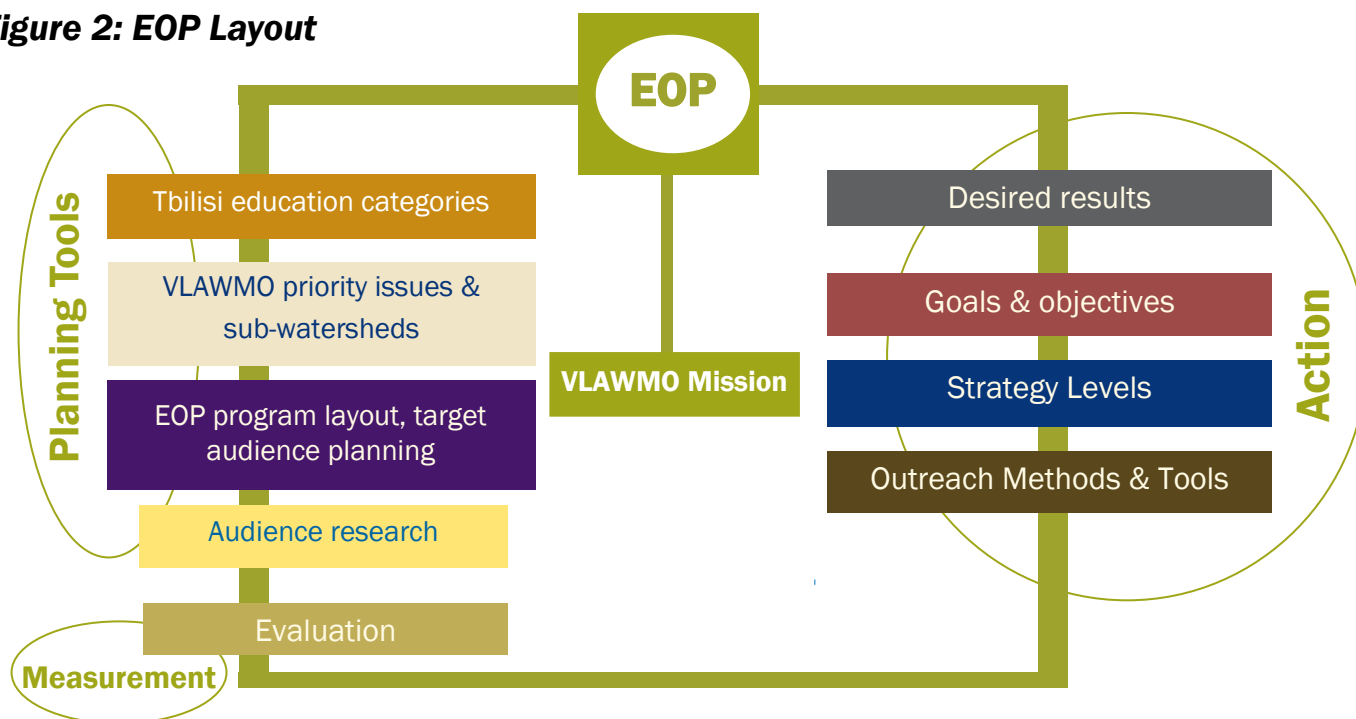 igure 2: EOP Layout
EOP
Planning Tools
Tbilisi education categories
VLAWMO priority issues &
sub-watersheds
EOP program layout, target
audience planning
Audience research
Evaluation
Measurement
VLAWMO Mission
Desired results
Goals & objectives
Strategy Levels
Outreach Methods & Tools
Action